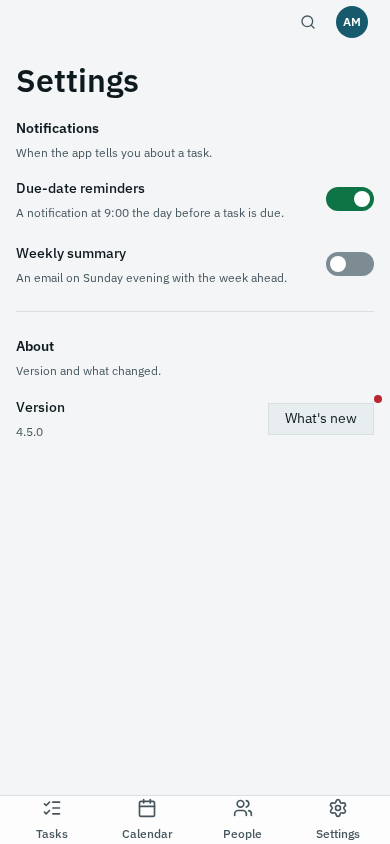 AM
Settings
Notifications
When the app tells you about a task.
Due-date reminders
A notification at 9:00 the day before a task is due.
Weekly summary
An email on Sunday evening with the week ahead.
About
Version and what changed.
Version
4.5.0
What's new
Tasks
Calendar
People
Settings